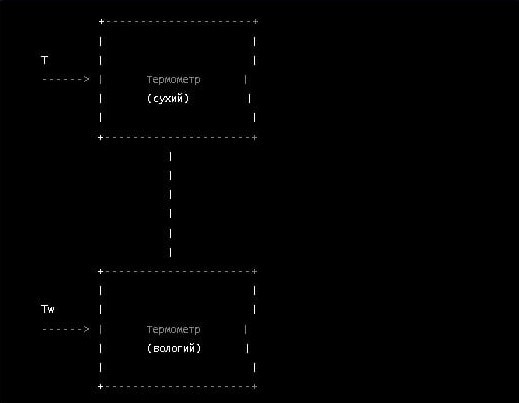 T
Термометр
(сухий)
Tw
Термометр
(вологий)